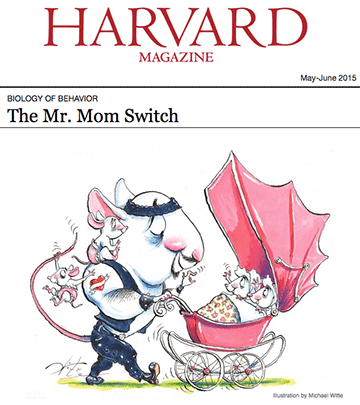 HARVARD
MAGAZINE
May-June 2015
BIOLOGY OF BEHAVIOR
The Mr. Mom Switch
Illustration by Michael Witte